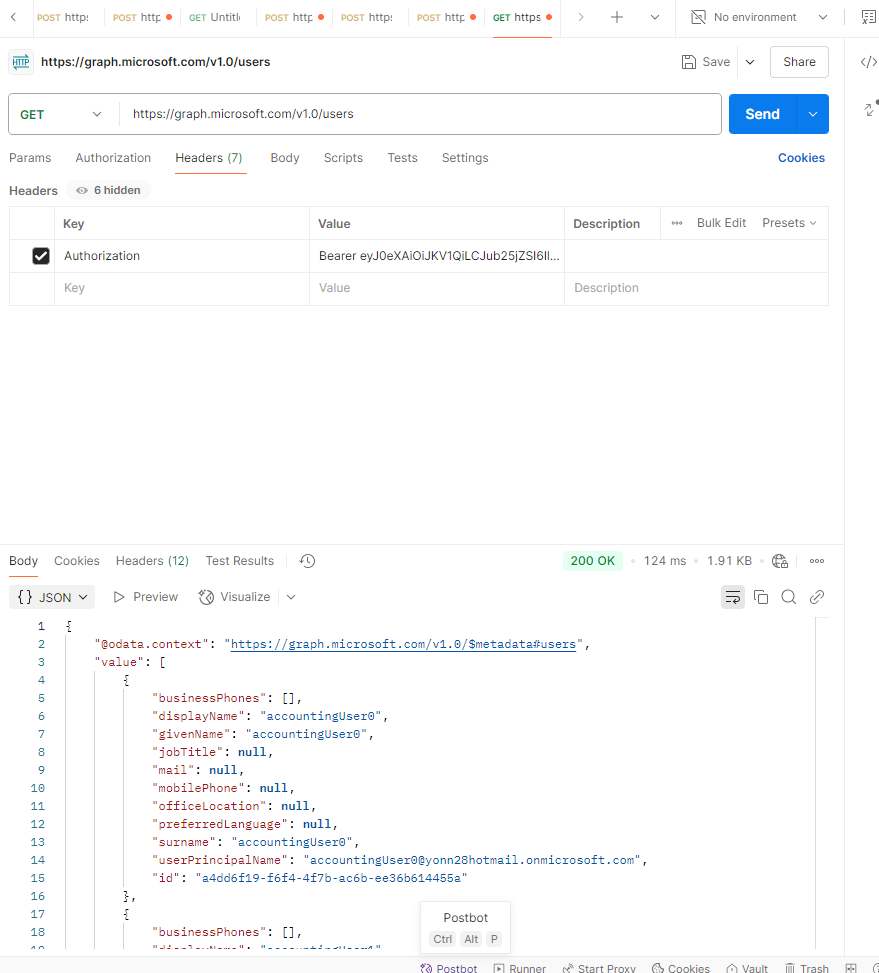 POST https POST http GET Untitl POST http POST https POST http GET https No environment
HTTP https://graph.microsoft.com/v1.0/users Save Share
GET https://graph.microsoft.com/v1.0/users Send
Params Authorization Headers (7) Body Scripts Tests Settings Cookies
Headers 6 hidden
Key Value Description Bulk Edit Presets
Authorization Bearer eyJ0eXAiOiJKV1QiLCJub25jZSI6Il...
Key Value Description
Body Cookies Headers (12) Test Results 200 OK 124 ms 1.91 KB
{} JSON Preview Visualize
1 {
2 "@odata.context": "https://graph.microsoft.com/v1.0/$metadata#users",
3 "value": [
4 {
5 "businessPhones": [],
6 "displayName": "accountingUser0",
7 "givenName": "accountingUser0",
8 "jobTitle": null,
9 "mail": null,
10 "mobilePhone": null,
11 "officeLocation": null,
12 "preferredLanguage": null,
13 "surname": "accountingUser0",
14 "userPrincipalName": "accountingUser0@yonn28hotmail.onmicrosoft.com",
15 "id": "a4dd6f19-f6f4-4f7b-ac6b-ee36b614455a"
16 },
17 {
18 "businessPhones": [],
19 "displayName": "accountingUser1"
Postbot
Ctrl Alt P
Postbot Runner Start Proxy Cookies Vault Trash